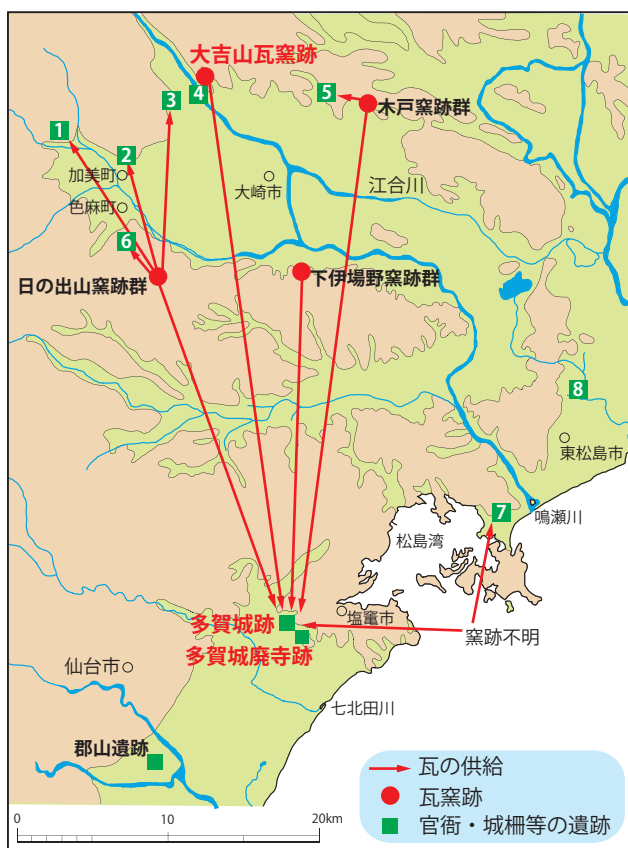 大吉山瓦窯跡
4
5
3
木戸窯跡群
1
2
加美町
大崎市
江合川
色麻町
6
日の出山窯跡群
下伊場野窯跡群
8
東松島市
7
鳴瀬川
松島湾
多賀城跡
塩竈市
窯跡不明
多賀城廃寺跡
仙台市
七北田川
郡山遺跡
瓦の供給
瓦窯跡
官衙・城柵等の遺跡
0
10
20km